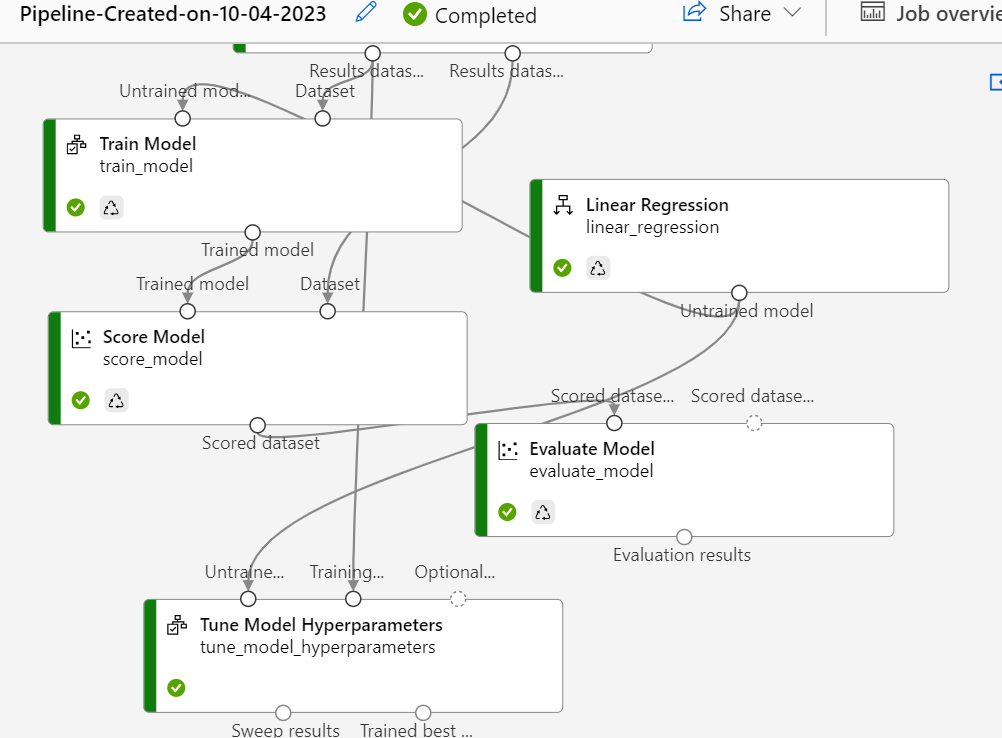 Pipeline-Created-on-10-04-2023
Completed
Share
Job overvie
Results datas...
Results datas...
Untrained mod...
Dataset
Train Model
train_model
Linear Regression
linear_regression
Trained model
Trained model
Dataset
Untrained model
Score Model
score_model
Scored datase...
Scored datase...
Scored dataset
Evaluate Model
evaluate_model
Evaluation results
Untraine...
Training...
Optional...
Tune Model Hyperparameters
tune_model_hyperparameters
Sweep results
Trained best ...